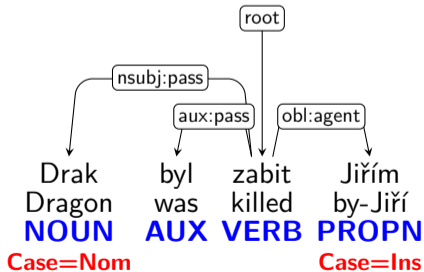 root
nsubj:pass
aux:pass obl:agent
Drak byl zabit Jiřím
Dragon was killed by-Jiří
NOUN AUX VERB PROPN
Case=Nom Case=Ins